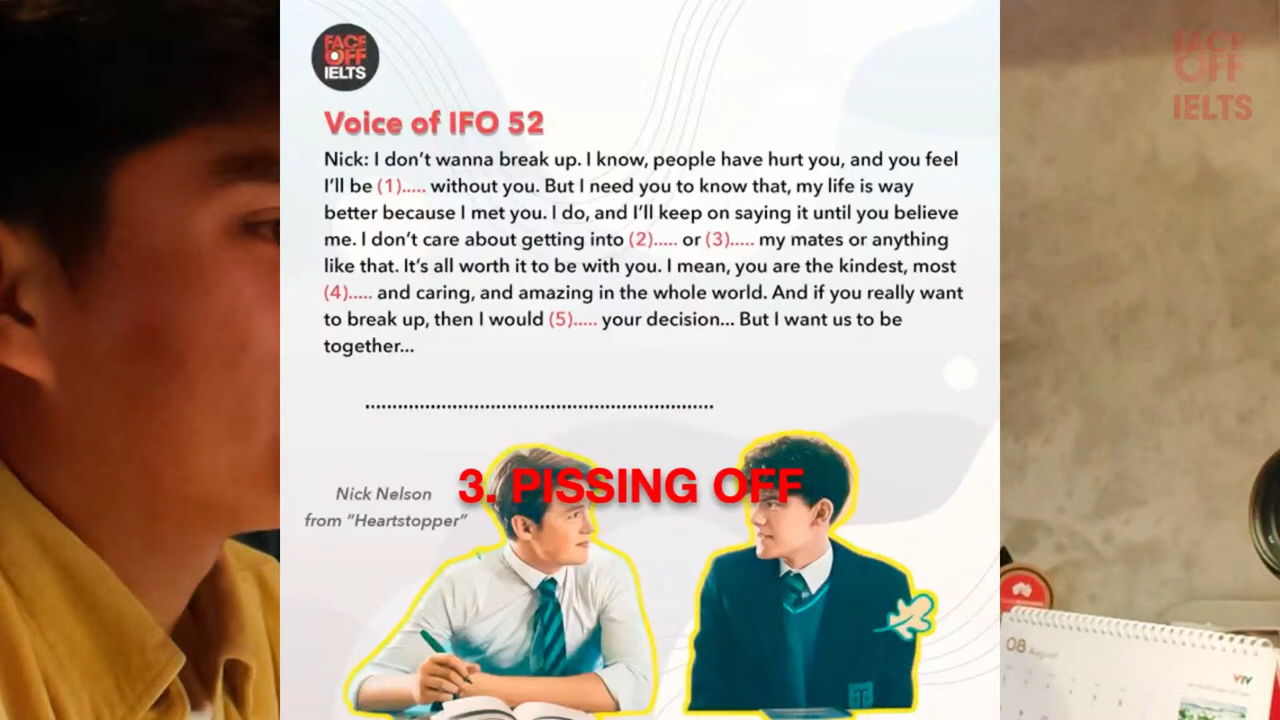 FACE
OFF
IELTS
FACE
OFF
IELTS
Voice of IFO 52
Nick: I don’t wanna break up. I know, people have hurt you, and you feel
I’ll be (1)..... without you. But I need you to know that, my life is way
better because I met you. I do, and I’ll keep on saying it until you believe
me. I don’t care about getting into (2)..... or (3)..... my mates or anything
like that. It’s all worth it to be with you. I mean, you are the kindest, most
(4)..... and caring, and amazing in the whole world. And if you really want
to break up, then I would (5)..... your decision... But I want us to be
together...
................................................................
3. PISSING OFF
Nick Nelson
from “Heartstopper”
08 August
VTV